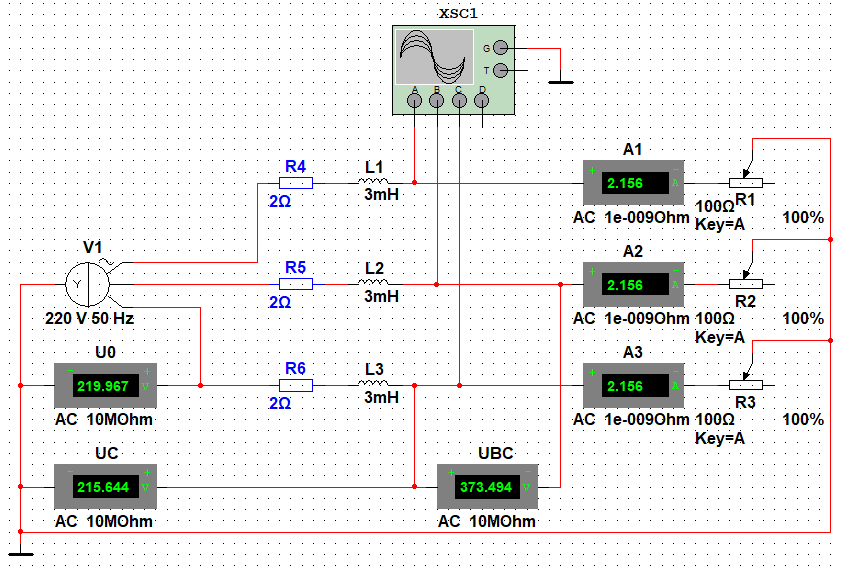 xsc1
G
T
A B C D
R4
2Ω
L1
3mH
A1
+ -
2.156 A
AC 1e-009Ohm
100Ω
R1
Key=A
100%
V1
Y
220 V 50 Hz
R5
2Ω
L2
3mH
A2
+ -
2.156 A
AC 1e-009Ohm
100Ω
R2
Key=A
100%
U0
- +
219.967 V
AC 10MOhm
R6
2Ω
L3
3mH
A3
+ -
2.156 A
AC 1e-009Ohm
100Ω
R3
Key=A
100%
UC
- +
215.644 V
AC 10MOhm
UBC
+ -
373.494 V
AC 10MOhm